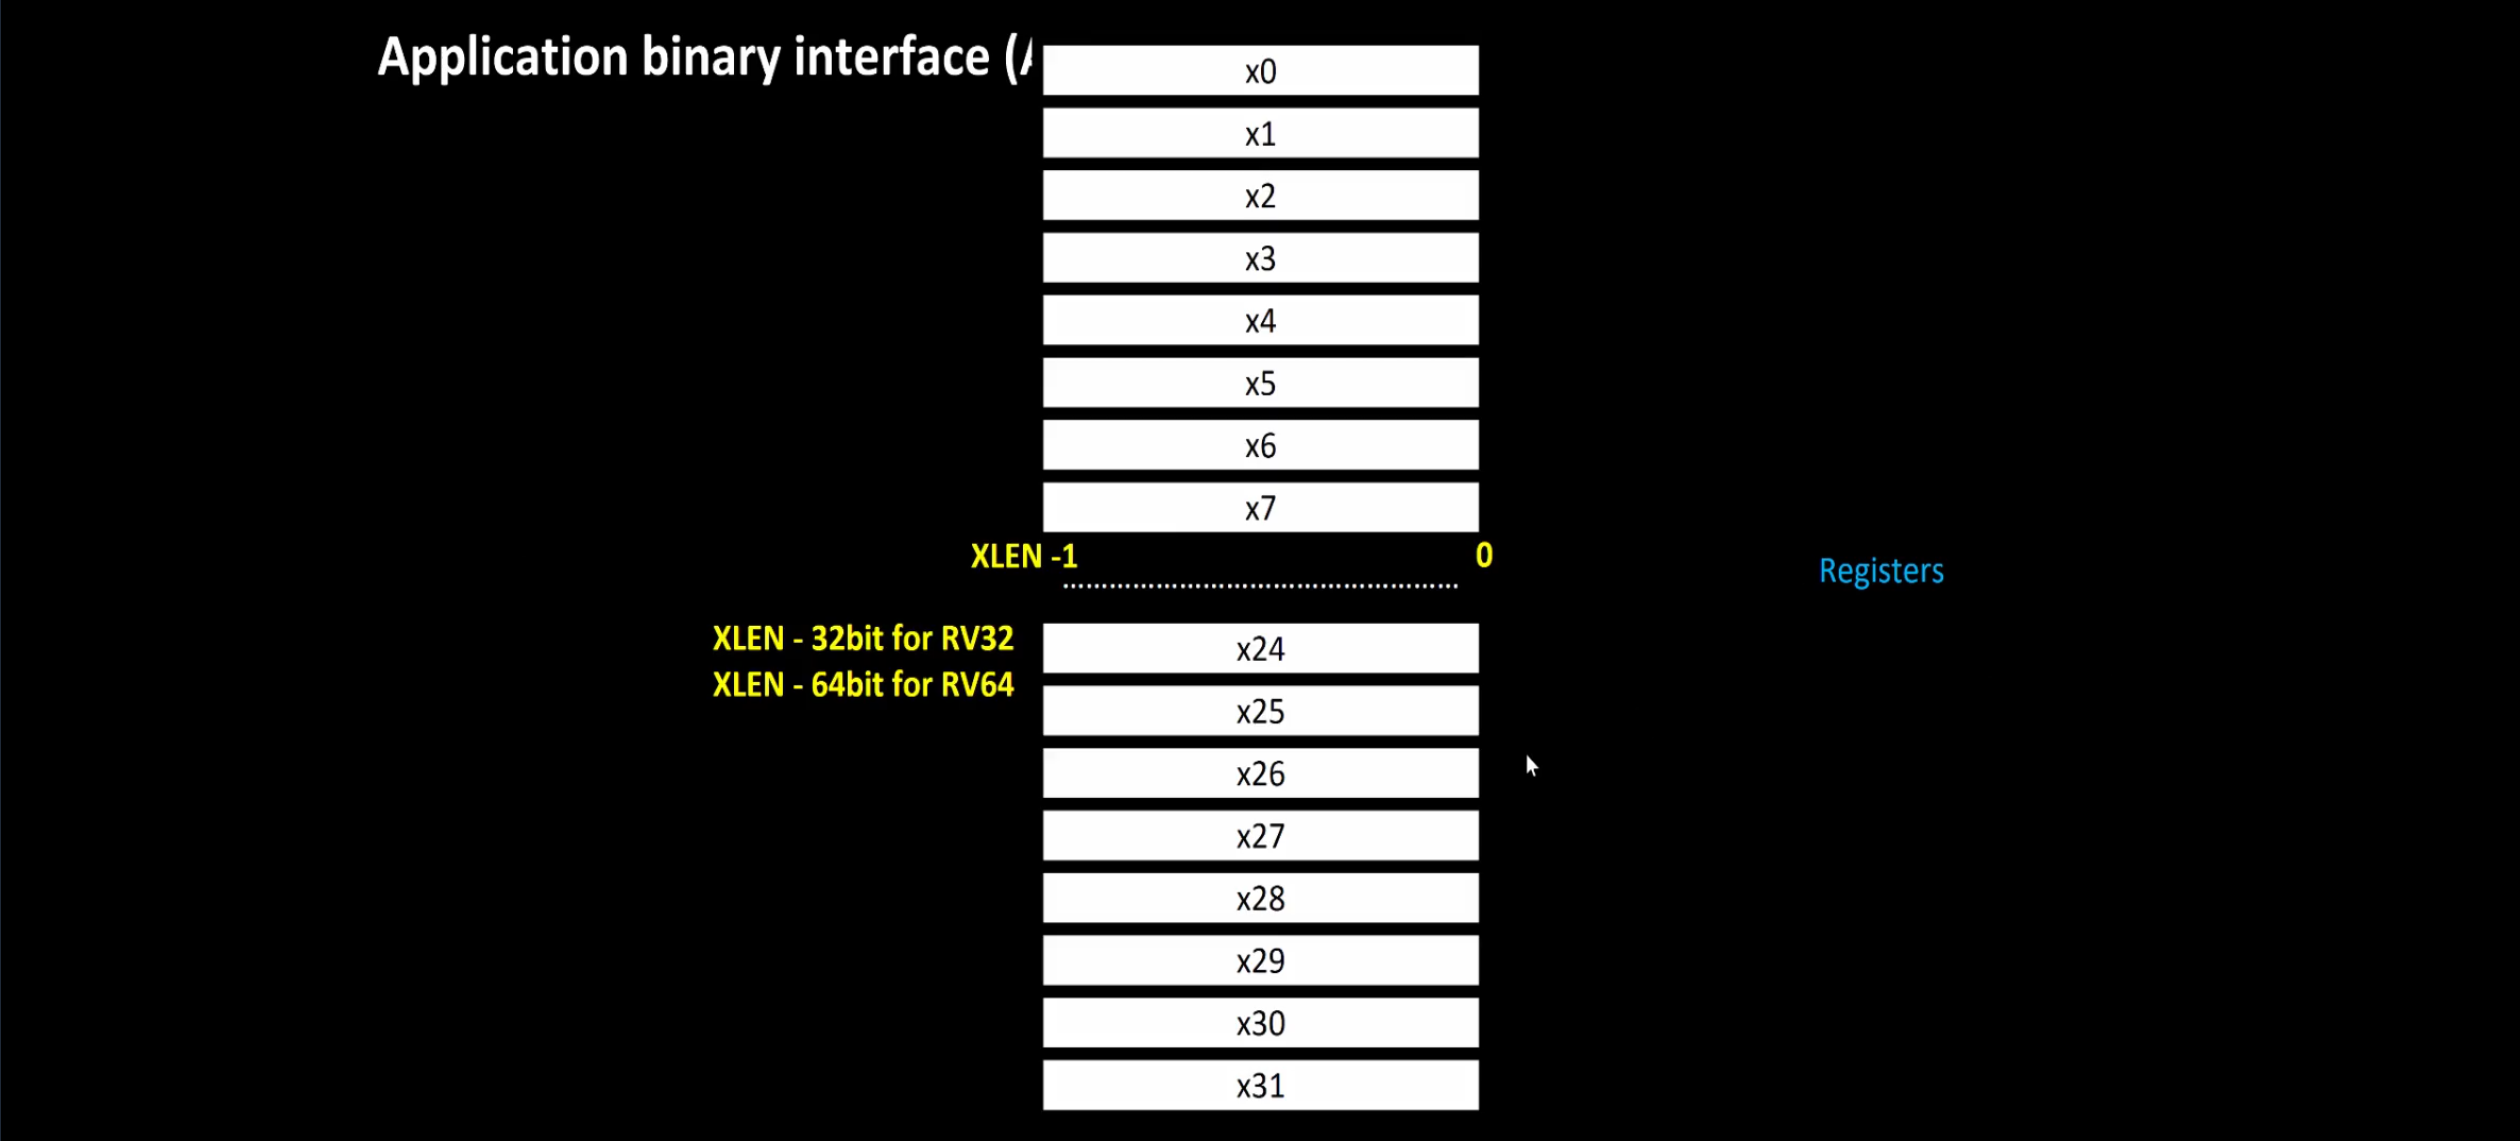 Application binary interface (
x0
x1
x2
x3
x4
x5
x6
x7
XLEN -1
0
Registers
XLEN - 32bit for RV32
XLEN - 64bit for RV64
x24
x25
x26
x27
x28
x29
x30
x31